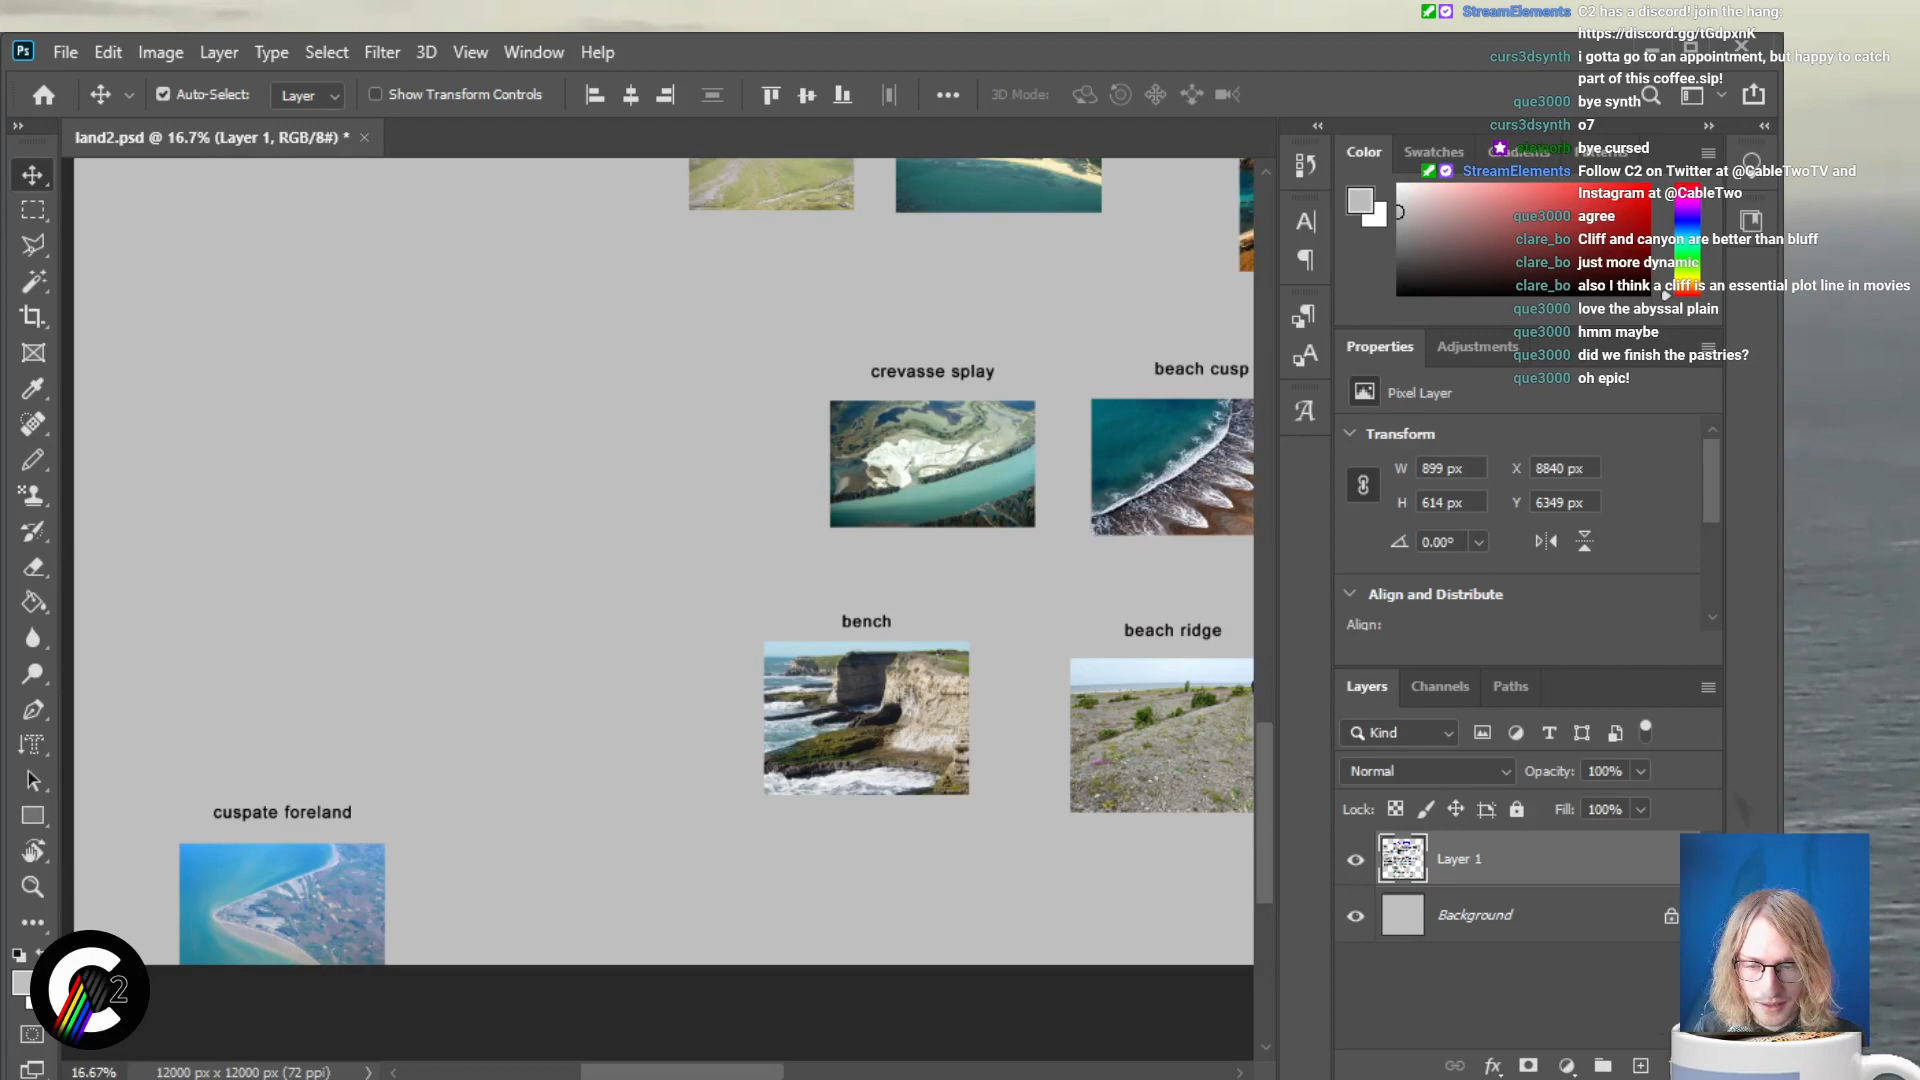 StreamElements C2 has a discord! join the hang:
https://discord.gg/tGdpxnK
curs3dsynth i gotta go to an appointment, but happy to catch
part of this coffee.sip!
que3000 bye synth
curs3dsynth o7
bye cursed
StreamElements Follow C2 on Twitter at @CableTwoTV and
Instagram at @CableTwo
que3000 agree
clare_bo Cliff and canyon are better than bluff
clare_bo just more dynamic
clare_bo also I think a cliff is an essential plot line in movies
que3000 love the abyssal plain
que3000 hmm maybe
que3000 did we finish the pastries?
que3000 oh epic!
Ps File Edit Image Layer Type Select Filter 3D View Window Help
Auto-Select: Layer Show Transform Controls 3D Mode:
land2.psd @ 16.7% (Layer 1, RGB/8#) *
crevasse splay
beach cusp
bench
beach ridge
cuspate foreland
C2
16.67% 12000 px x 12000 px (72 ppi)
Color Swatches Gradients Patterns
Properties Adjustments
Pixel Layer
Transform
W 899 px X 8840 px
H 614 px Y 6349 px
0.00°
Align and Distribute
Align:
Layers Channels Paths
Kind
Normal Opacity: 100%
Lock: Fill: 100%
Layer 1
Background
fx